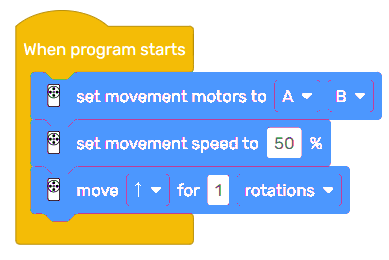 When program starts
set movement motors to A B
set movement speed to 50 %
move ↑ for 1 rotations